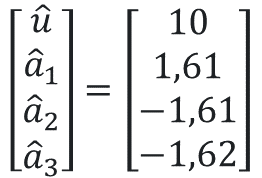 [û] = [10]
[â₁] = [1,61]
[â₂] = [−1,61]
[â₃] = [−1,62]